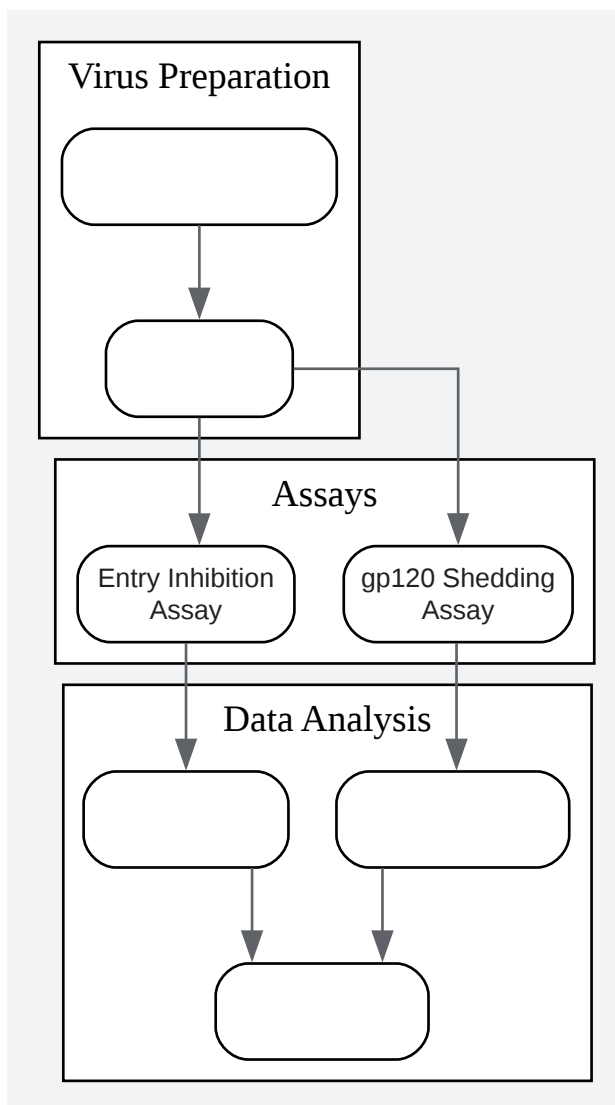 Virus Preparation
Assays
Entry Inhibition
Assay
gp120 Shedding
Assay
Data Analysis